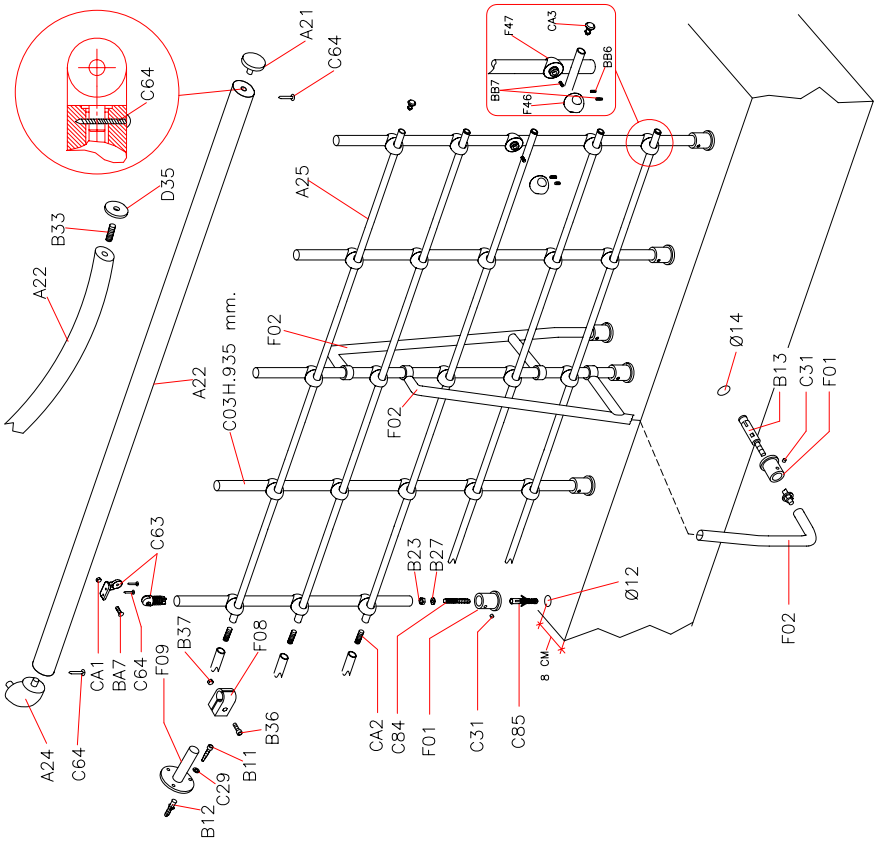 A21
C64
C64
D35
B33
A22
A22
A25
F47
CA3
BB7
F46
BB6
F02
C03H.935 mm.
F02
C63
CA1
BA7
C64
F09
A24
C64
B37
F08
B36
B11
C29
B12
B23
B27
CA2
C84
F01
C31
C85
8 CM
Ø12
Ø14
B13
C31
F01
F02